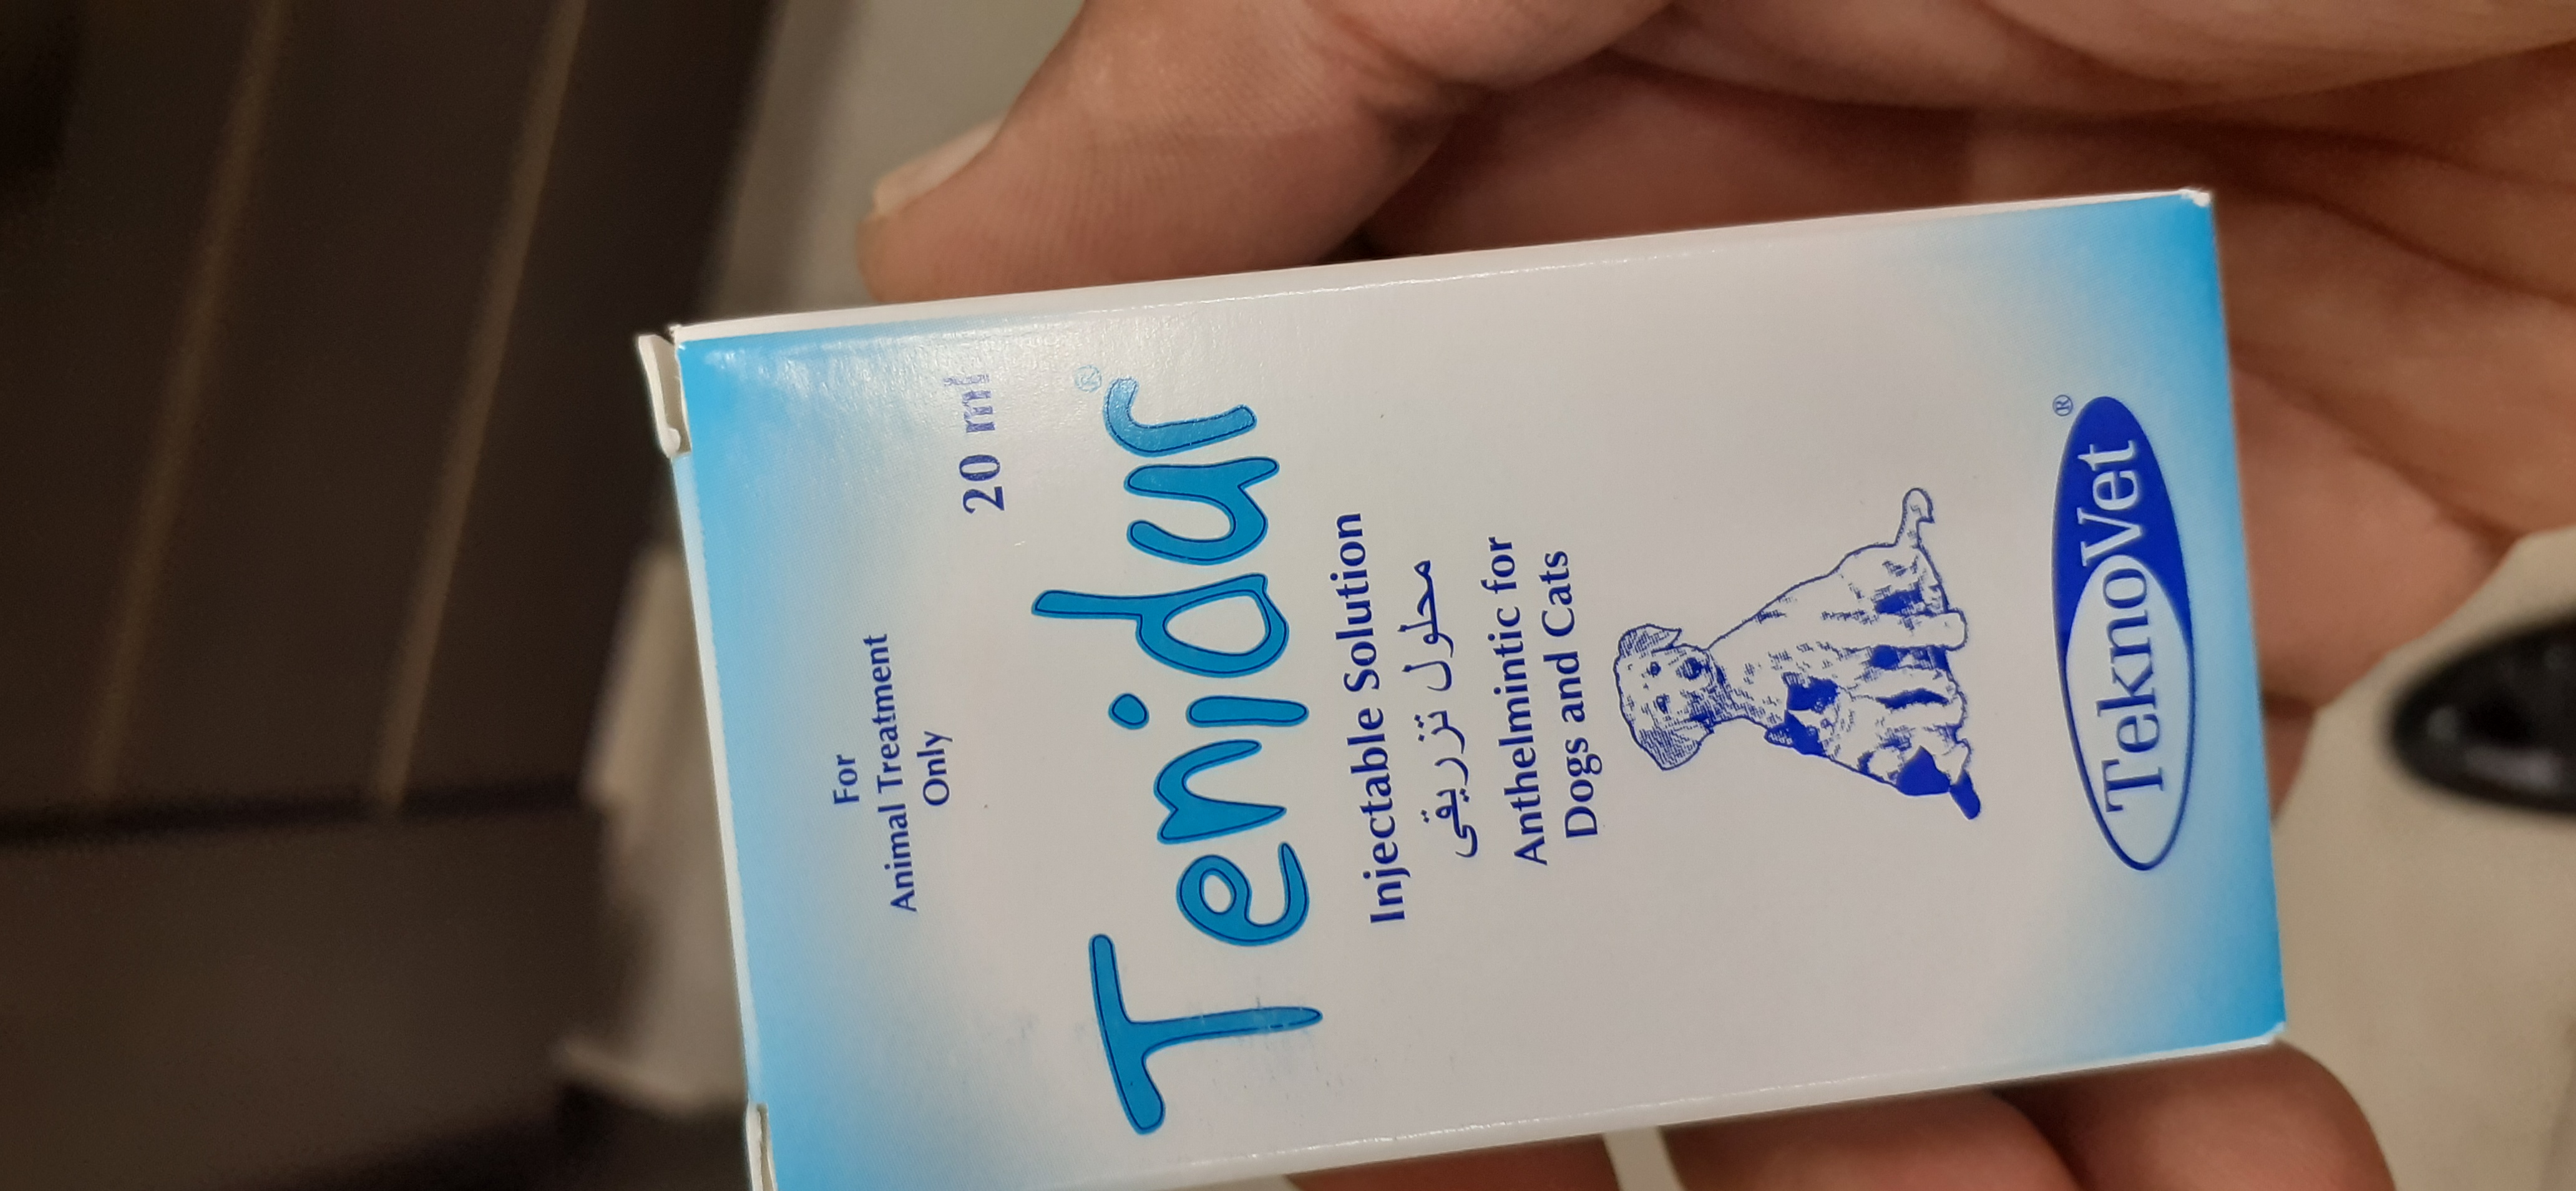 For
Animal Treatment
Only
20 ml
Tenidur®
Injectable Solution
محلول تزريقى
Anthelmintic for
Dogs and Cats
TeknoVet®